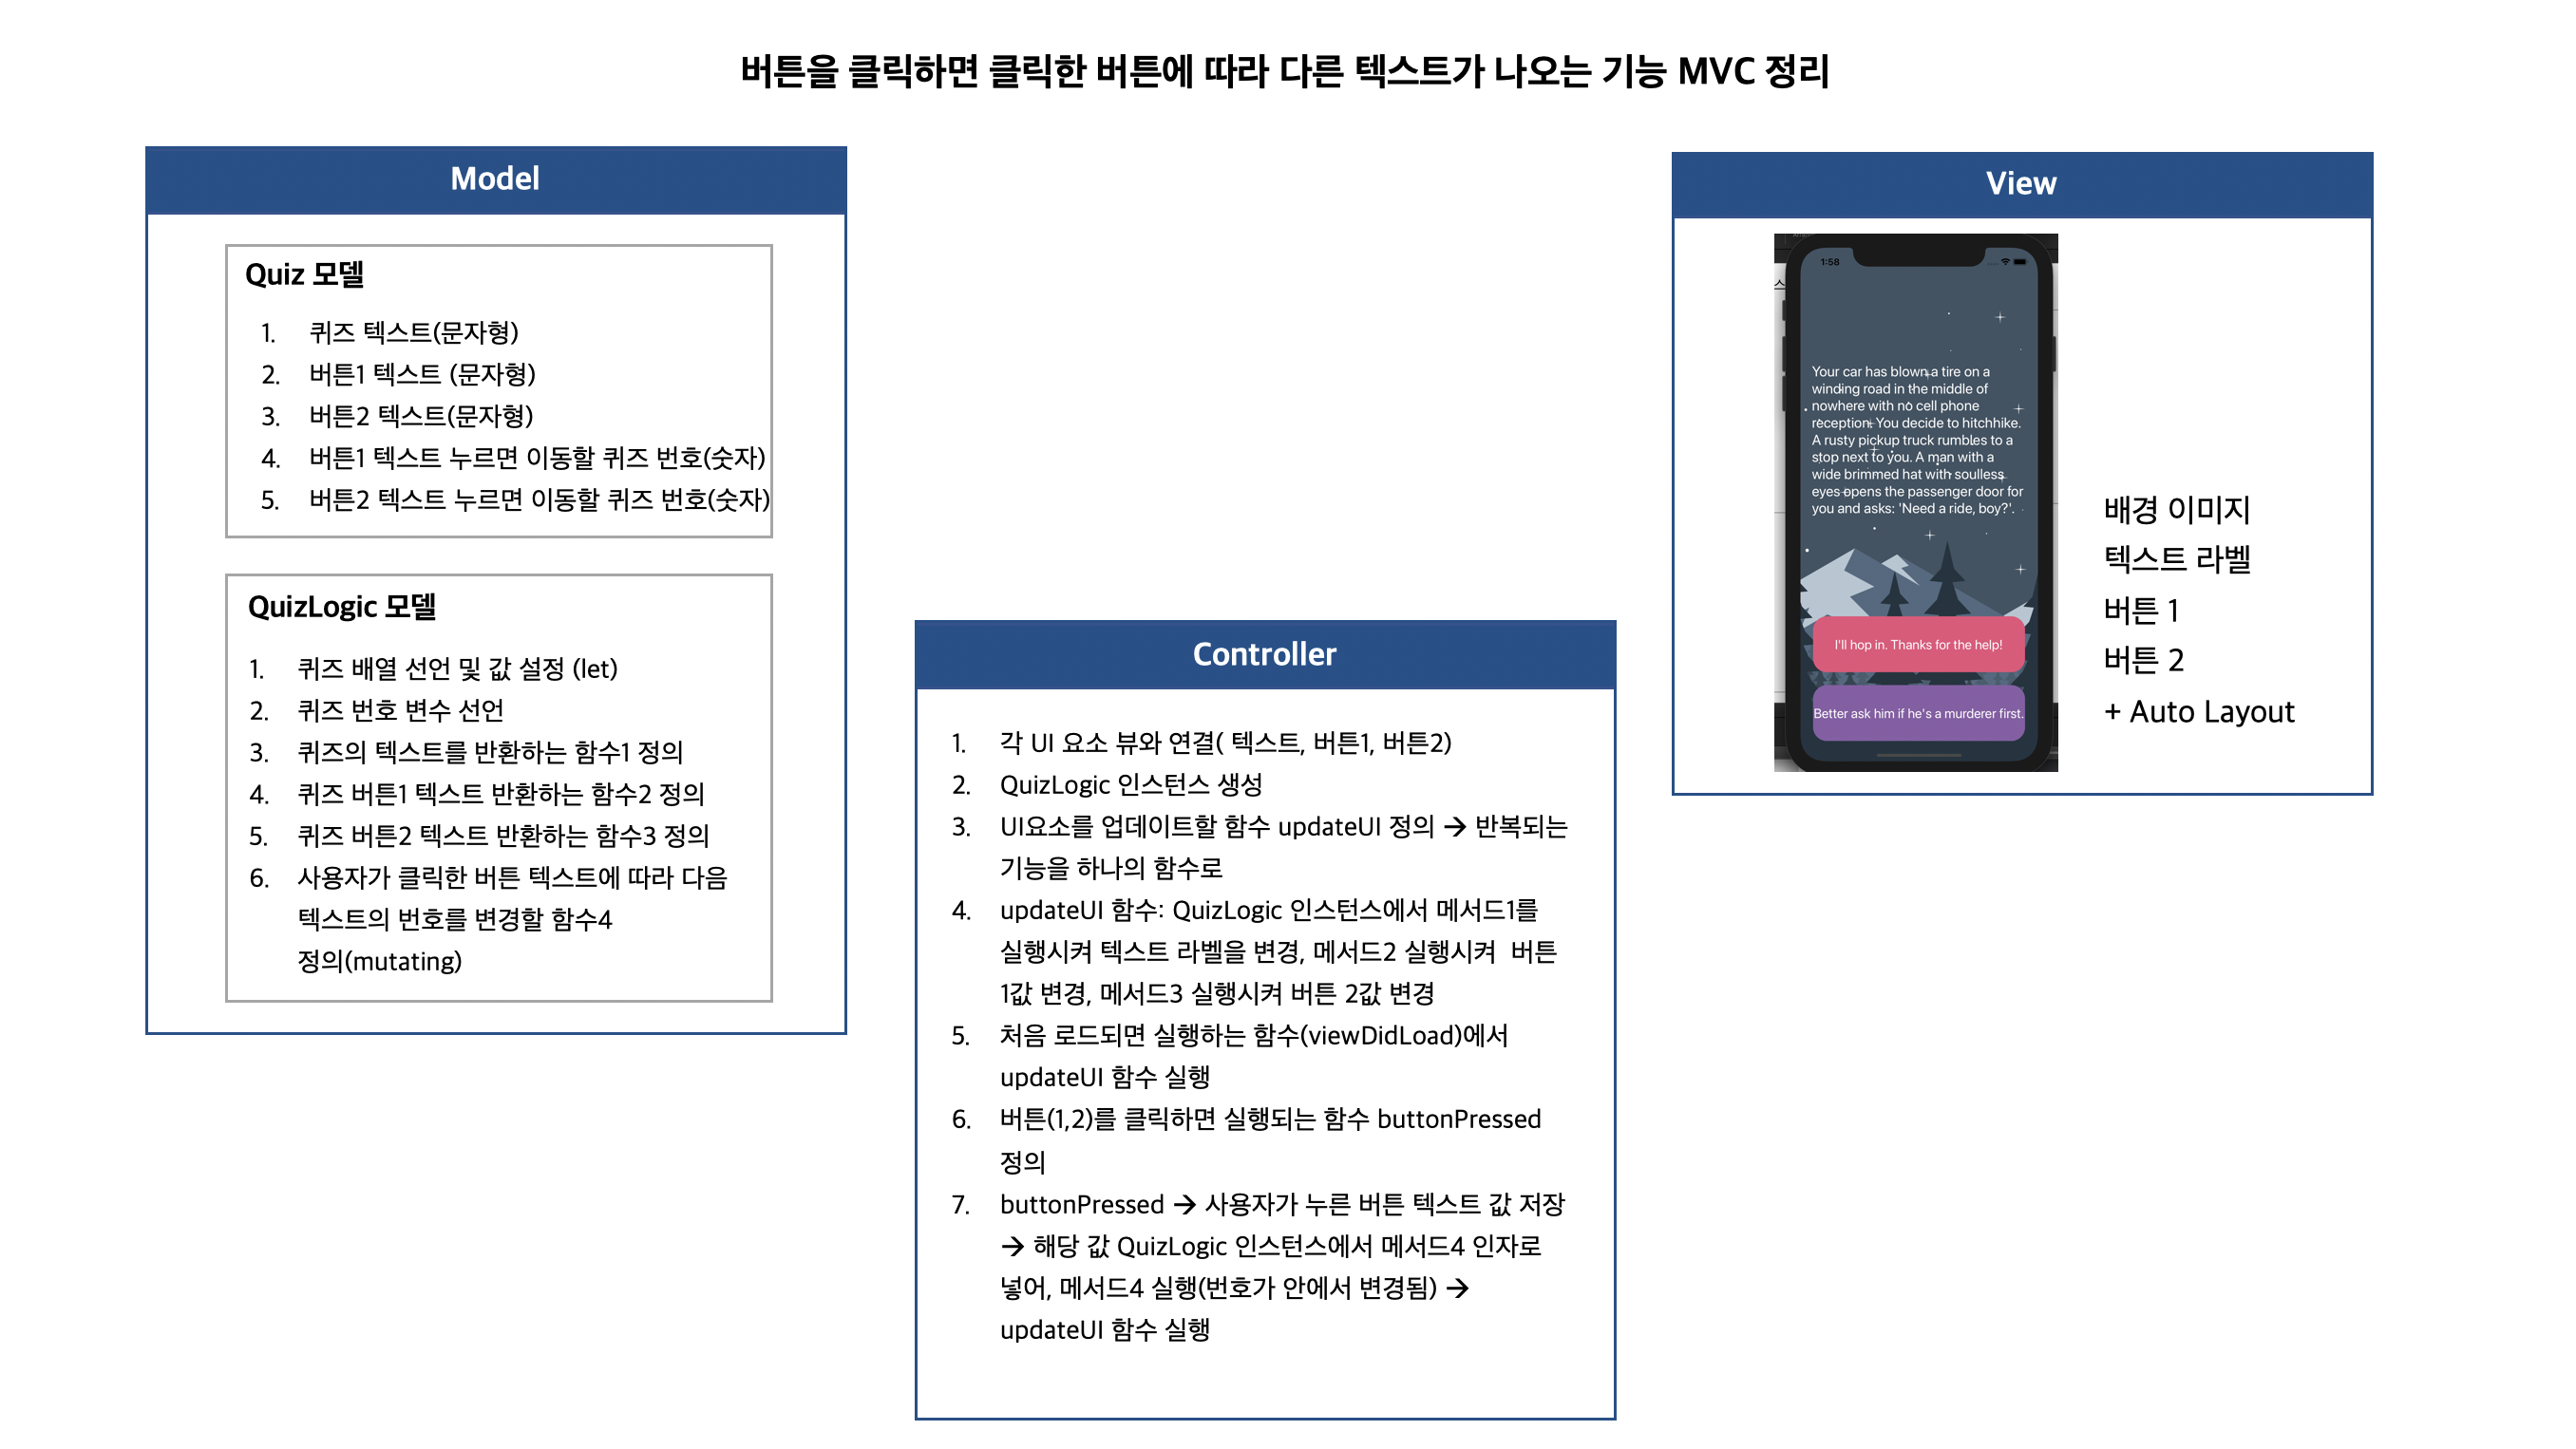 버튼을 클릭하면 클릭한 버튼에 따라 다른 텍스트가 나오는 기능 MVC 정리
Model
Quiz 모델
1. 퀴즈 텍스트(문자형)
2. 버튼1 텍스트 (문자형)
3. 버튼2 텍스트(문자형)
4. 버튼1 텍스트 누르면 이동할 퀴즈 번호(숫자)
5. 버튼2 텍스트 누르면 이동할 퀴즈 번호(숫자)
QuizLogic 모델
1. 퀴즈 배열 선언 및 값 설정 (let)
2. 퀴즈 번호 변수 선언
3. 퀴즈의 텍스트를 반환하는 함수1 정의
4. 퀴즈 버튼1 텍스트 반환하는 함수2 정의
5. 퀴즈 버튼2 텍스트 반환하는 함수3 정의
6. 사용자가 클릭한 버튼 텍스트에 따라 다음
텍스트의 번호를 변경할 함수4
정의(mutating)
Controller
1. 각 UI 요소 뷰와 연결( 텍스트, 버튼1, 버튼2)
2. QuizLogic 인스턴스 생성
3. UI요소를 업데이트할 함수 updateUI 정의 → 반복되는
기능을 하나의 함수로
4. updateUI 함수: QuizLogic 인스턴스에서 메서드1를
실행시켜 텍스트 라벨을 변경, 메서드2 실행시켜 버튼
1값 변경, 메서드3 실행시켜 버튼 2값 변경
5. 처음 로드되면 실행하는 함수(viewDidLoad)에서
updateUI 함수 실행
6. 버튼(1,2)를 클릭하면 실행되는 함수 buttonPressed
정의
7. buttonPressed → 사용자가 누른 버튼 텍스트 값 저장
→ 해당 값 QuizLogic 인스턴스에서 메서드4 인자로
넣어, 메서드4 실행(번호가 안에서 변경됨) →
updateUI 함수 실행
View
1:58
Your car has blown a tire on a
winding road in the middle of
nowhere with no cell phone
reception. You decide to hitchhike.
A rusty pickup truck rumbles to a
stop next to you. A man with a
wide brimmed hat with soulless
eyes opens the passenger door for
you and asks: 'Need a ride, boy?'.
I'll hop in. Thanks for the help!
Better ask him if he's a murderer first.
배경 이미지
텍스트 라벨
버튼 1
버튼 2
+ Auto Layout